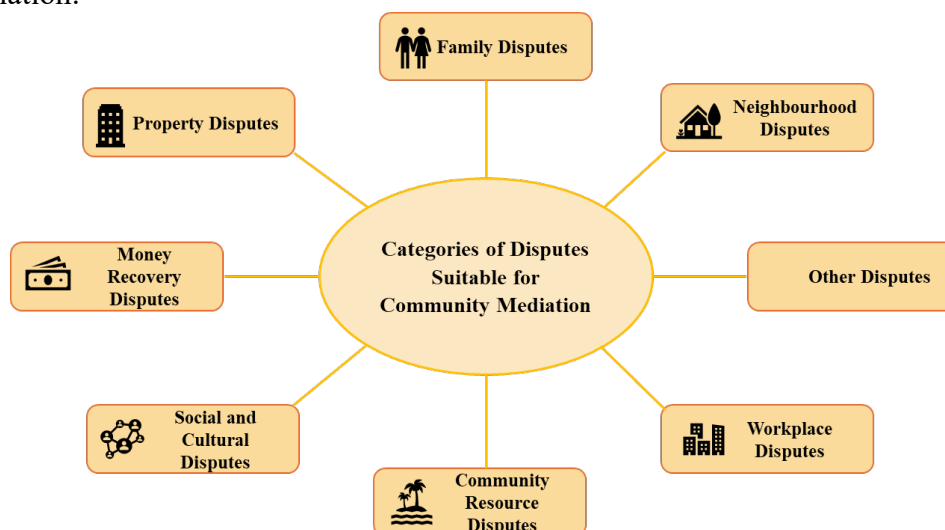 Family Disputes
Property Disputes
Neighbourhood
Disputes
Categories of Disputes
Suitable for
Community Mediation
Money
Recovery
Disputes
Other Disputes
Social and
Cultural
Disputes
Workplace
Disputes
Community
Resource
Disputes